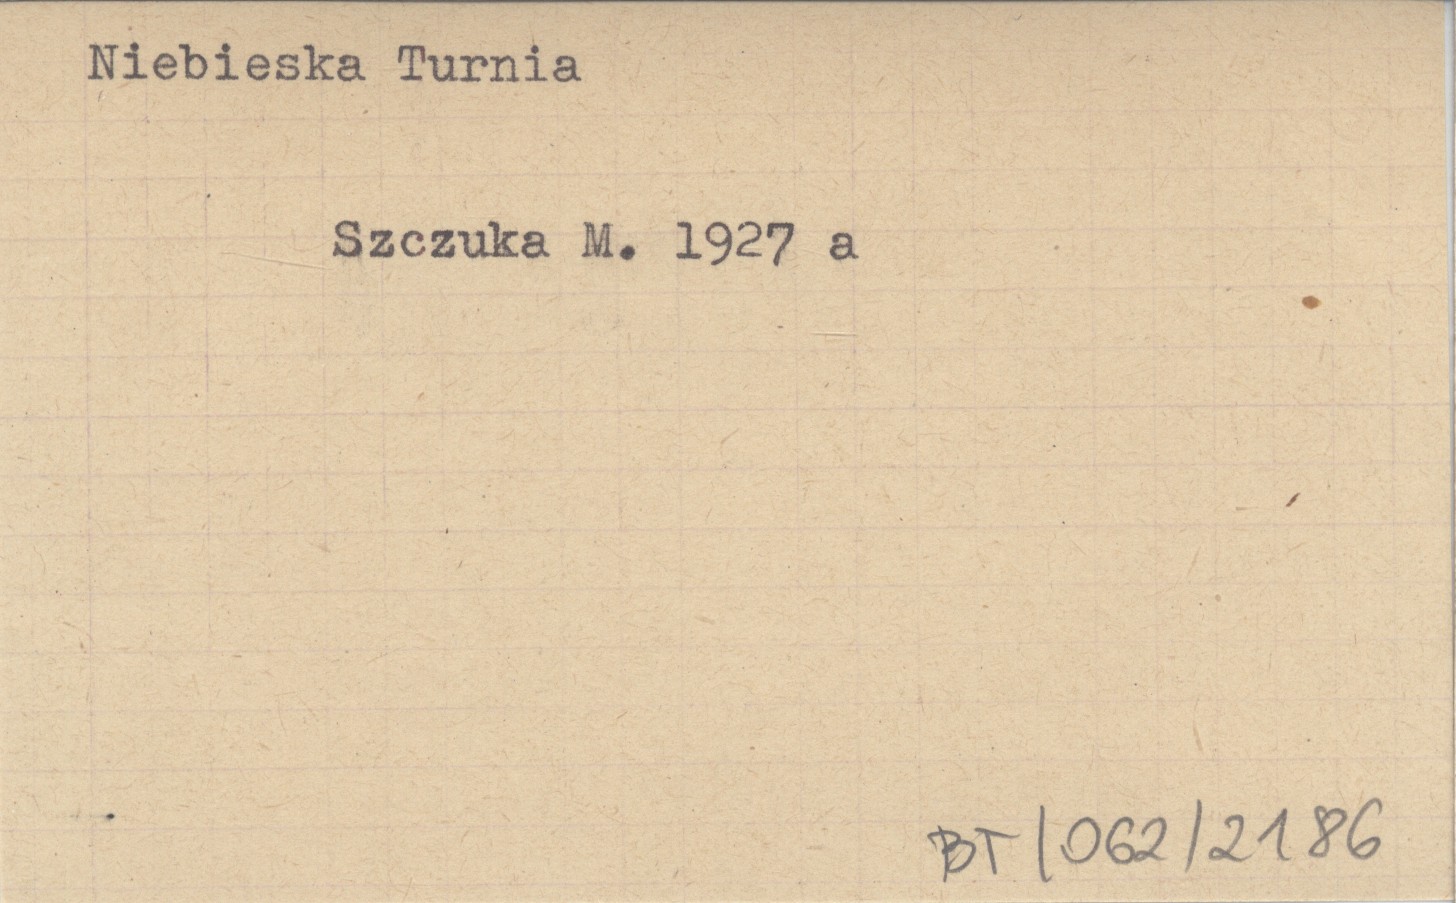 Niebieska Turnia
Szczuka M. 1927 a
BT/062/2186